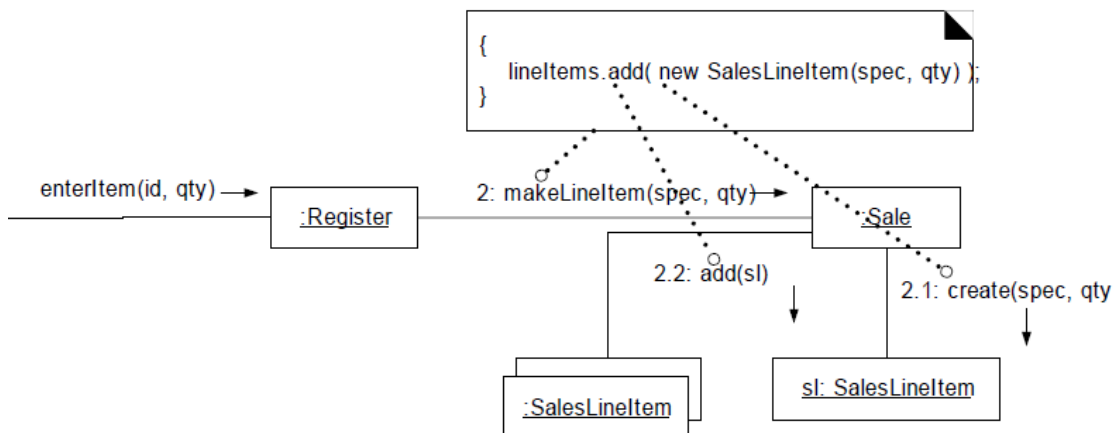 {
lineItems.add( new SalesLineItem(spec, qty) );
}
enterItem(id, qty)
2: makeLineItem(spec, qty)
:Register
:Sale
2.2: add(sl)
2.1: create(spec, qty
:SalesLineItem
sl: SalesLineItem